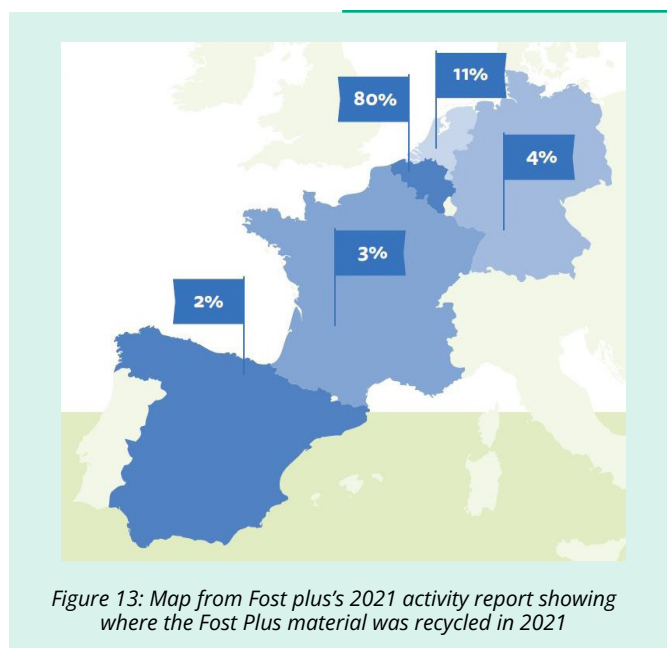 11%
80%
4%
3%
2%
Figure 13: Map from Fost plus’s 2021 activity report showing
where the Fost Plus material was recycled in 2021